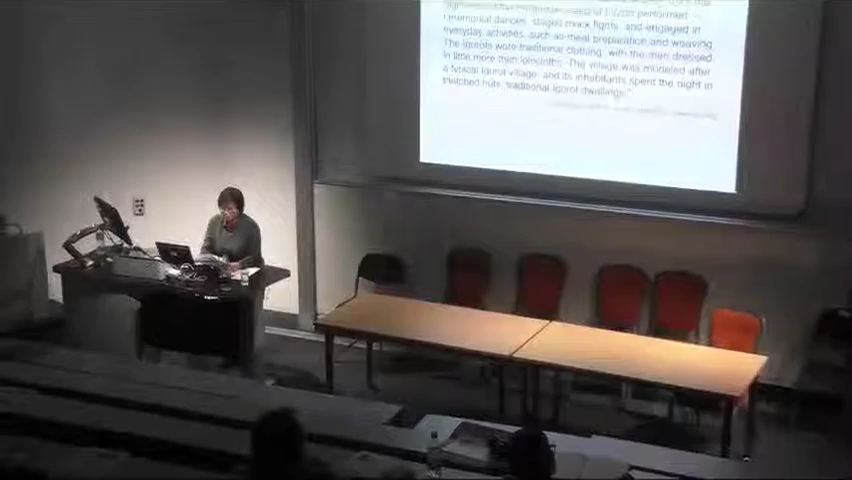 performed
ceremonial dances, staged mock fights, and engaged in
everyday activities, such as meal preparation and weaving
The Igorots wore traditional clothing, with the men dressed
in little more than loincloths. The village was modeled after
a typical Igorot village, and its inhabitants spent the night in
thatched huts, traditional Igorot dwellings."